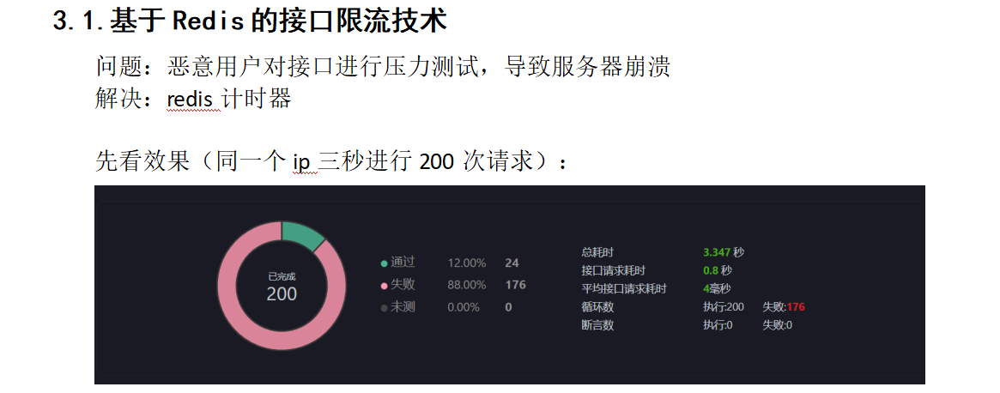 3.1.基于Redis的接口限流技术
问题：恶意用户对接口进行压力测试，导致服务器崩溃
解决：redis 计时器
先看效果（同一个 ip 三秒进行 200 次请求）：
已完成
200
通过 12.00% 24
失败 88.00% 176
未测 0.00% 0
总耗时 3.347 秒
接口请求耗时 0.8 秒
平均接口请求耗时 4毫秒
循环数 执行:200 失败:176
断言数 执行:0 失败:0